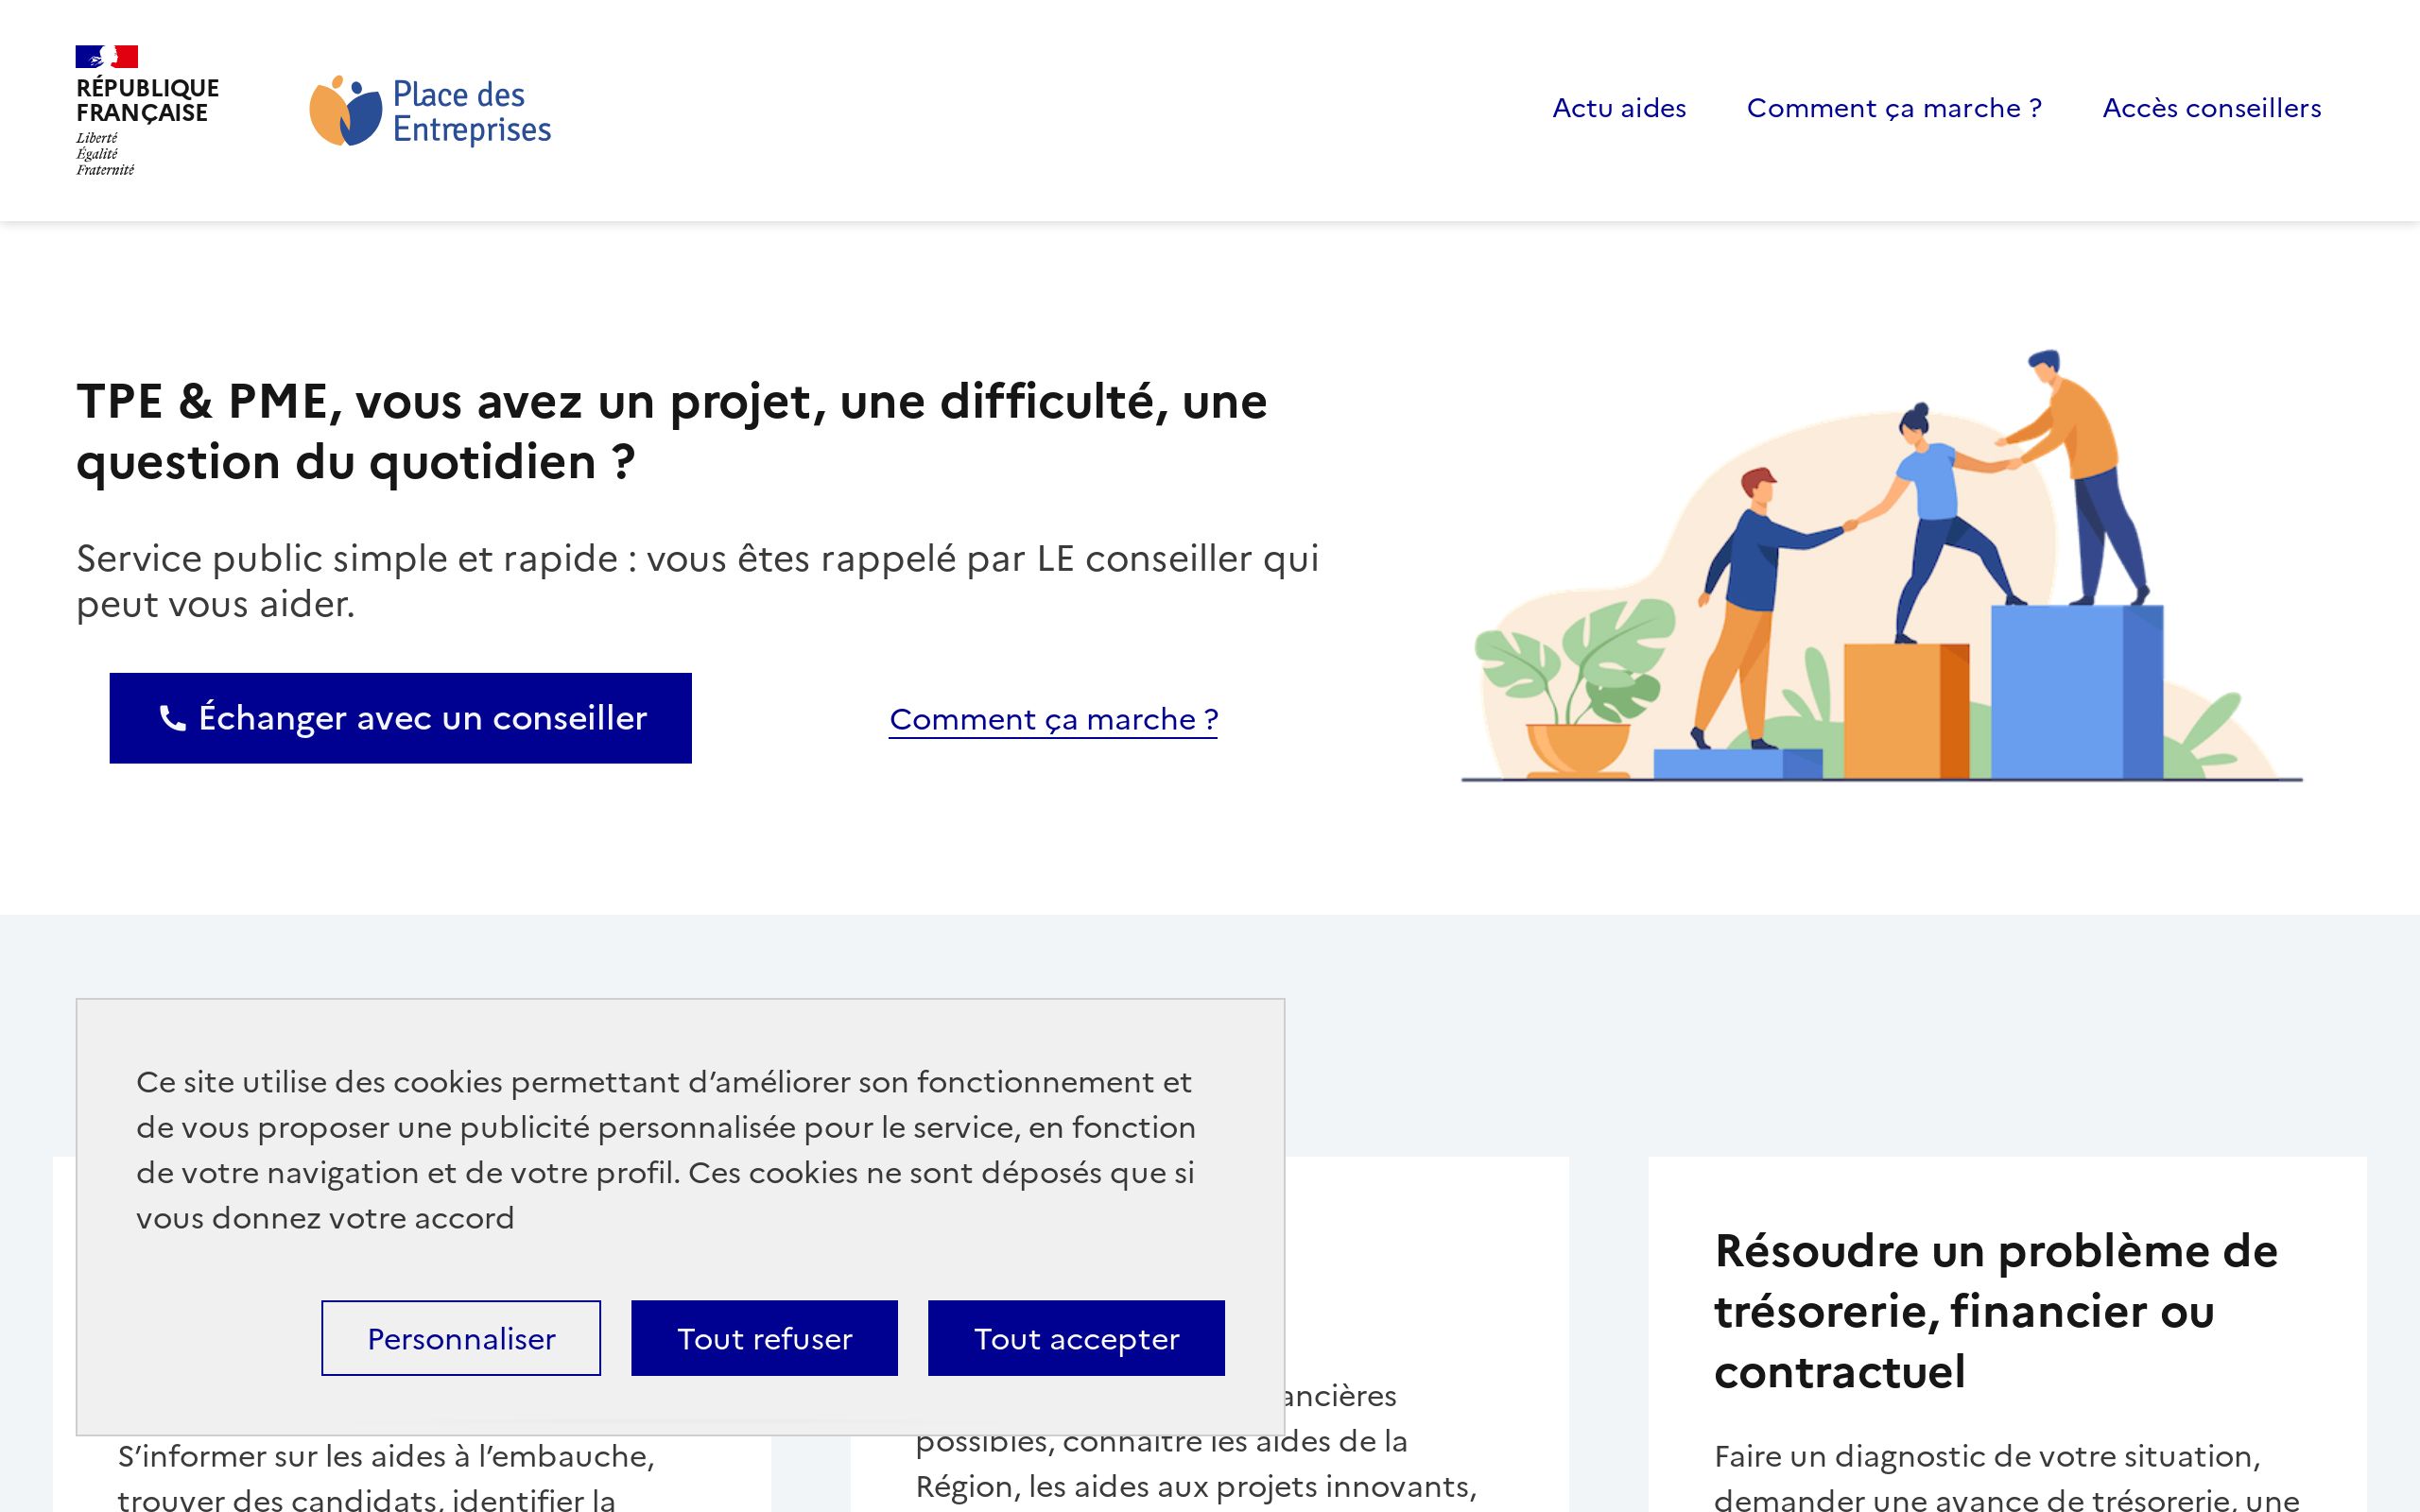 RÉPUBLIQUE
FRANÇAISE
Liberté
Égalité
Fraternité
Place des
Entreprises
Actu aides
Comment ça marche ?
Accès conseillers
TPE & PME, vous avez un projet, une difficulté, une
question du quotidien ?
Service public simple et rapide : vous êtes rappelé par LE conseiller qui
peut vous aider.
Échanger avec un conseiller
Comment ça marche ?
Ce site utilise des cookies permettant d’améliorer son fonctionnement et
de vous proposer une publicité personnalisée pour le service, en fonction
de votre navigation et de votre profil. Ces cookies ne sont déposés que si
vous donnez votre accord
Personnaliser
Tout refuser
Tout accepter
S’informer sur les aides à l’embauche,
trouver des candidats, identifier la
possibles, connaître les aides de la
Région, les aides aux projets innovants,
Résoudre un problème de
trésorerie, financier ou
contractuel
Faire un diagnostic de votre situation,
demander une avance de trésorerie, une